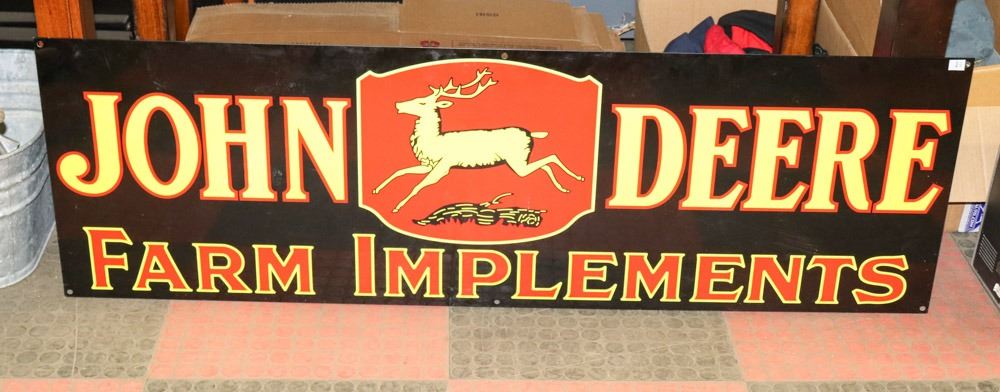 JOHN DEERE
FARM IMPLEMENTS